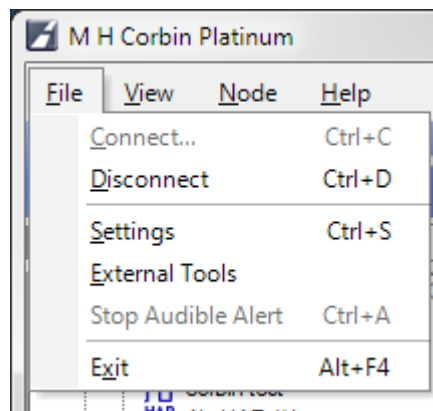 M H Corbin Platinum
File View Node Help
Connect... Ctrl+C
Disconnect Ctrl+D
Settings Ctrl+S
External Tools
Stop Audible Alert Ctrl+A
Exit Alt+F4